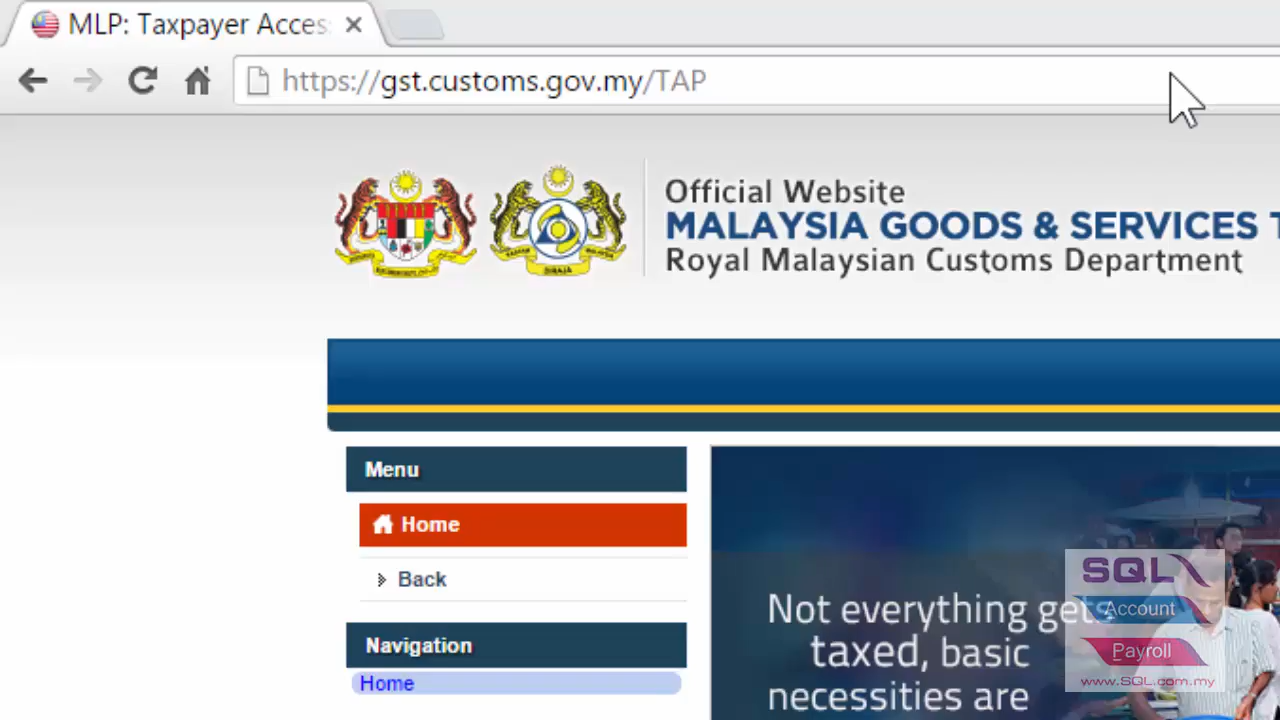 MLP: Taxpayer Acces
https://gst.customs.gov.my/TAP
Official Website
MALAYSIA GOODS & SERVICES T
Royal Malaysian Customs Department
Menu
Home
Back
Navigation
Home
Not everything gets
taxed, basic
necessities are
SQL
Account
Payroll
www.SQL.com.my